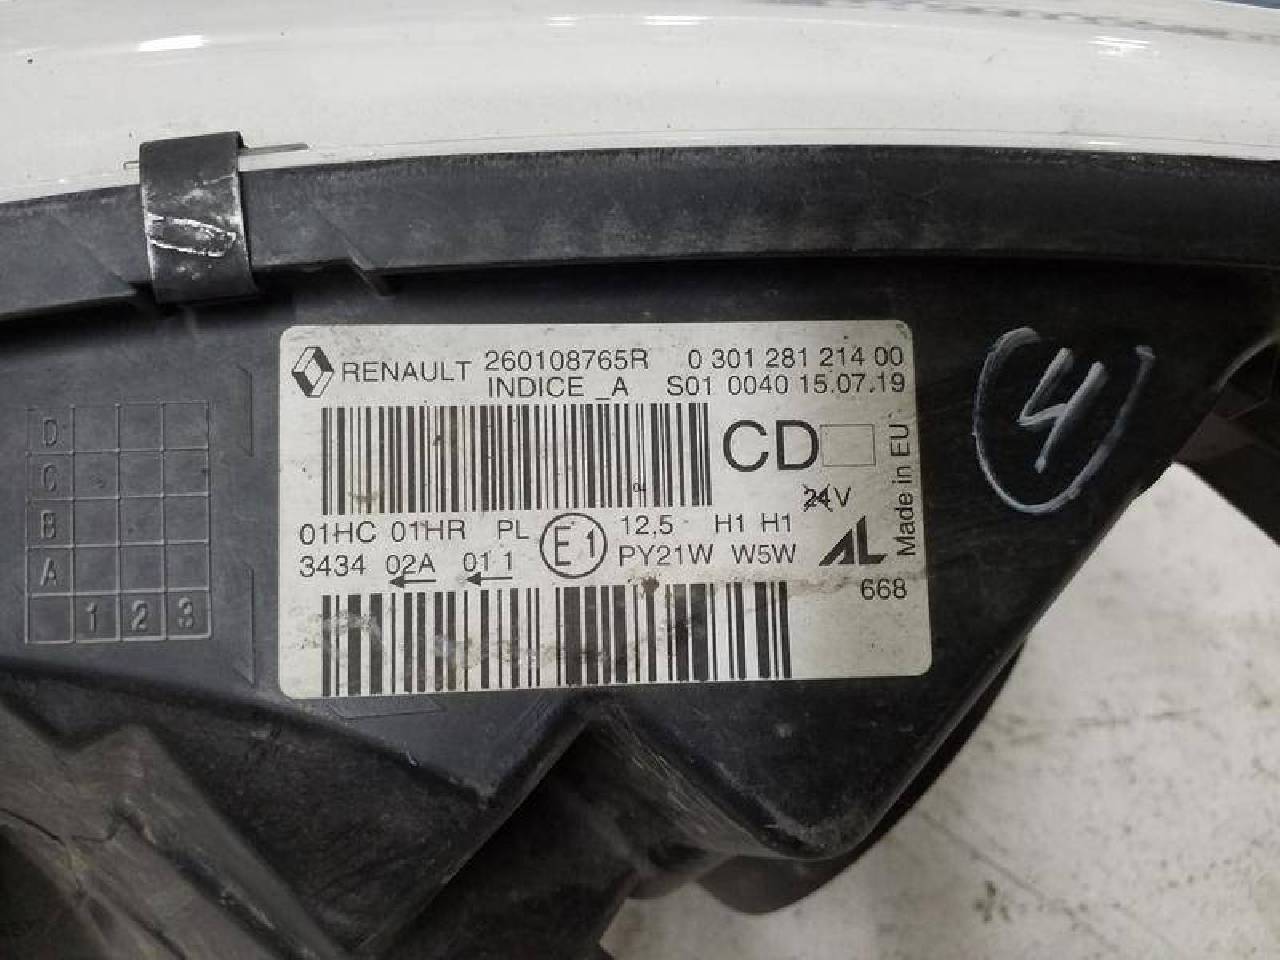 RENAULT 260108765R 0 301 281 214 00
INDICE _A S01 0040 15.07.19
CD
Made in EU
24V
01HC 01HR PL E1 12,5 H1 H1
3434 02A 01 1 PY21W W5W AL
668
4
D
C
B
A
1 2 3